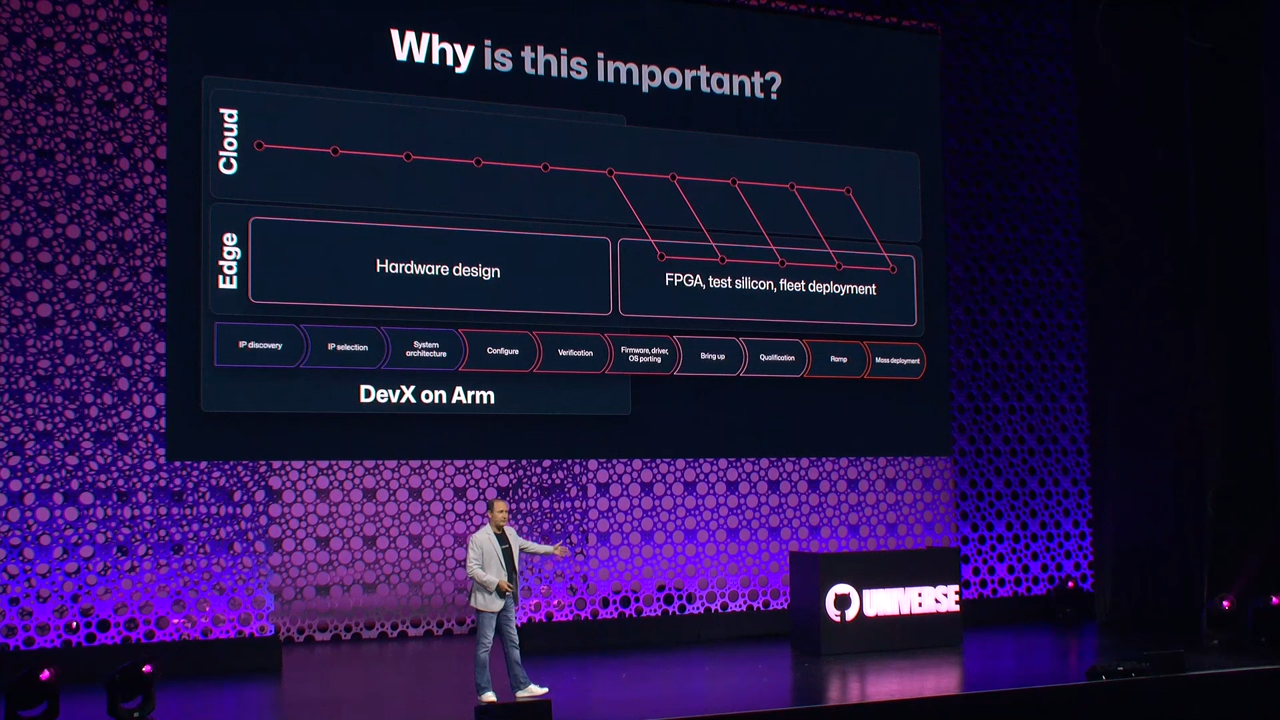 Why is this important?
Cloud
Edge
Hardware design
FPGA, test silicon, fleet deployment
IP discovery
IP selection
System
architecture
Configure
Verification
Firmware, driver,
OS porting
Bring up
Qualification
Ramp
Mass deployment
DevX on Arm
UNIVERSE